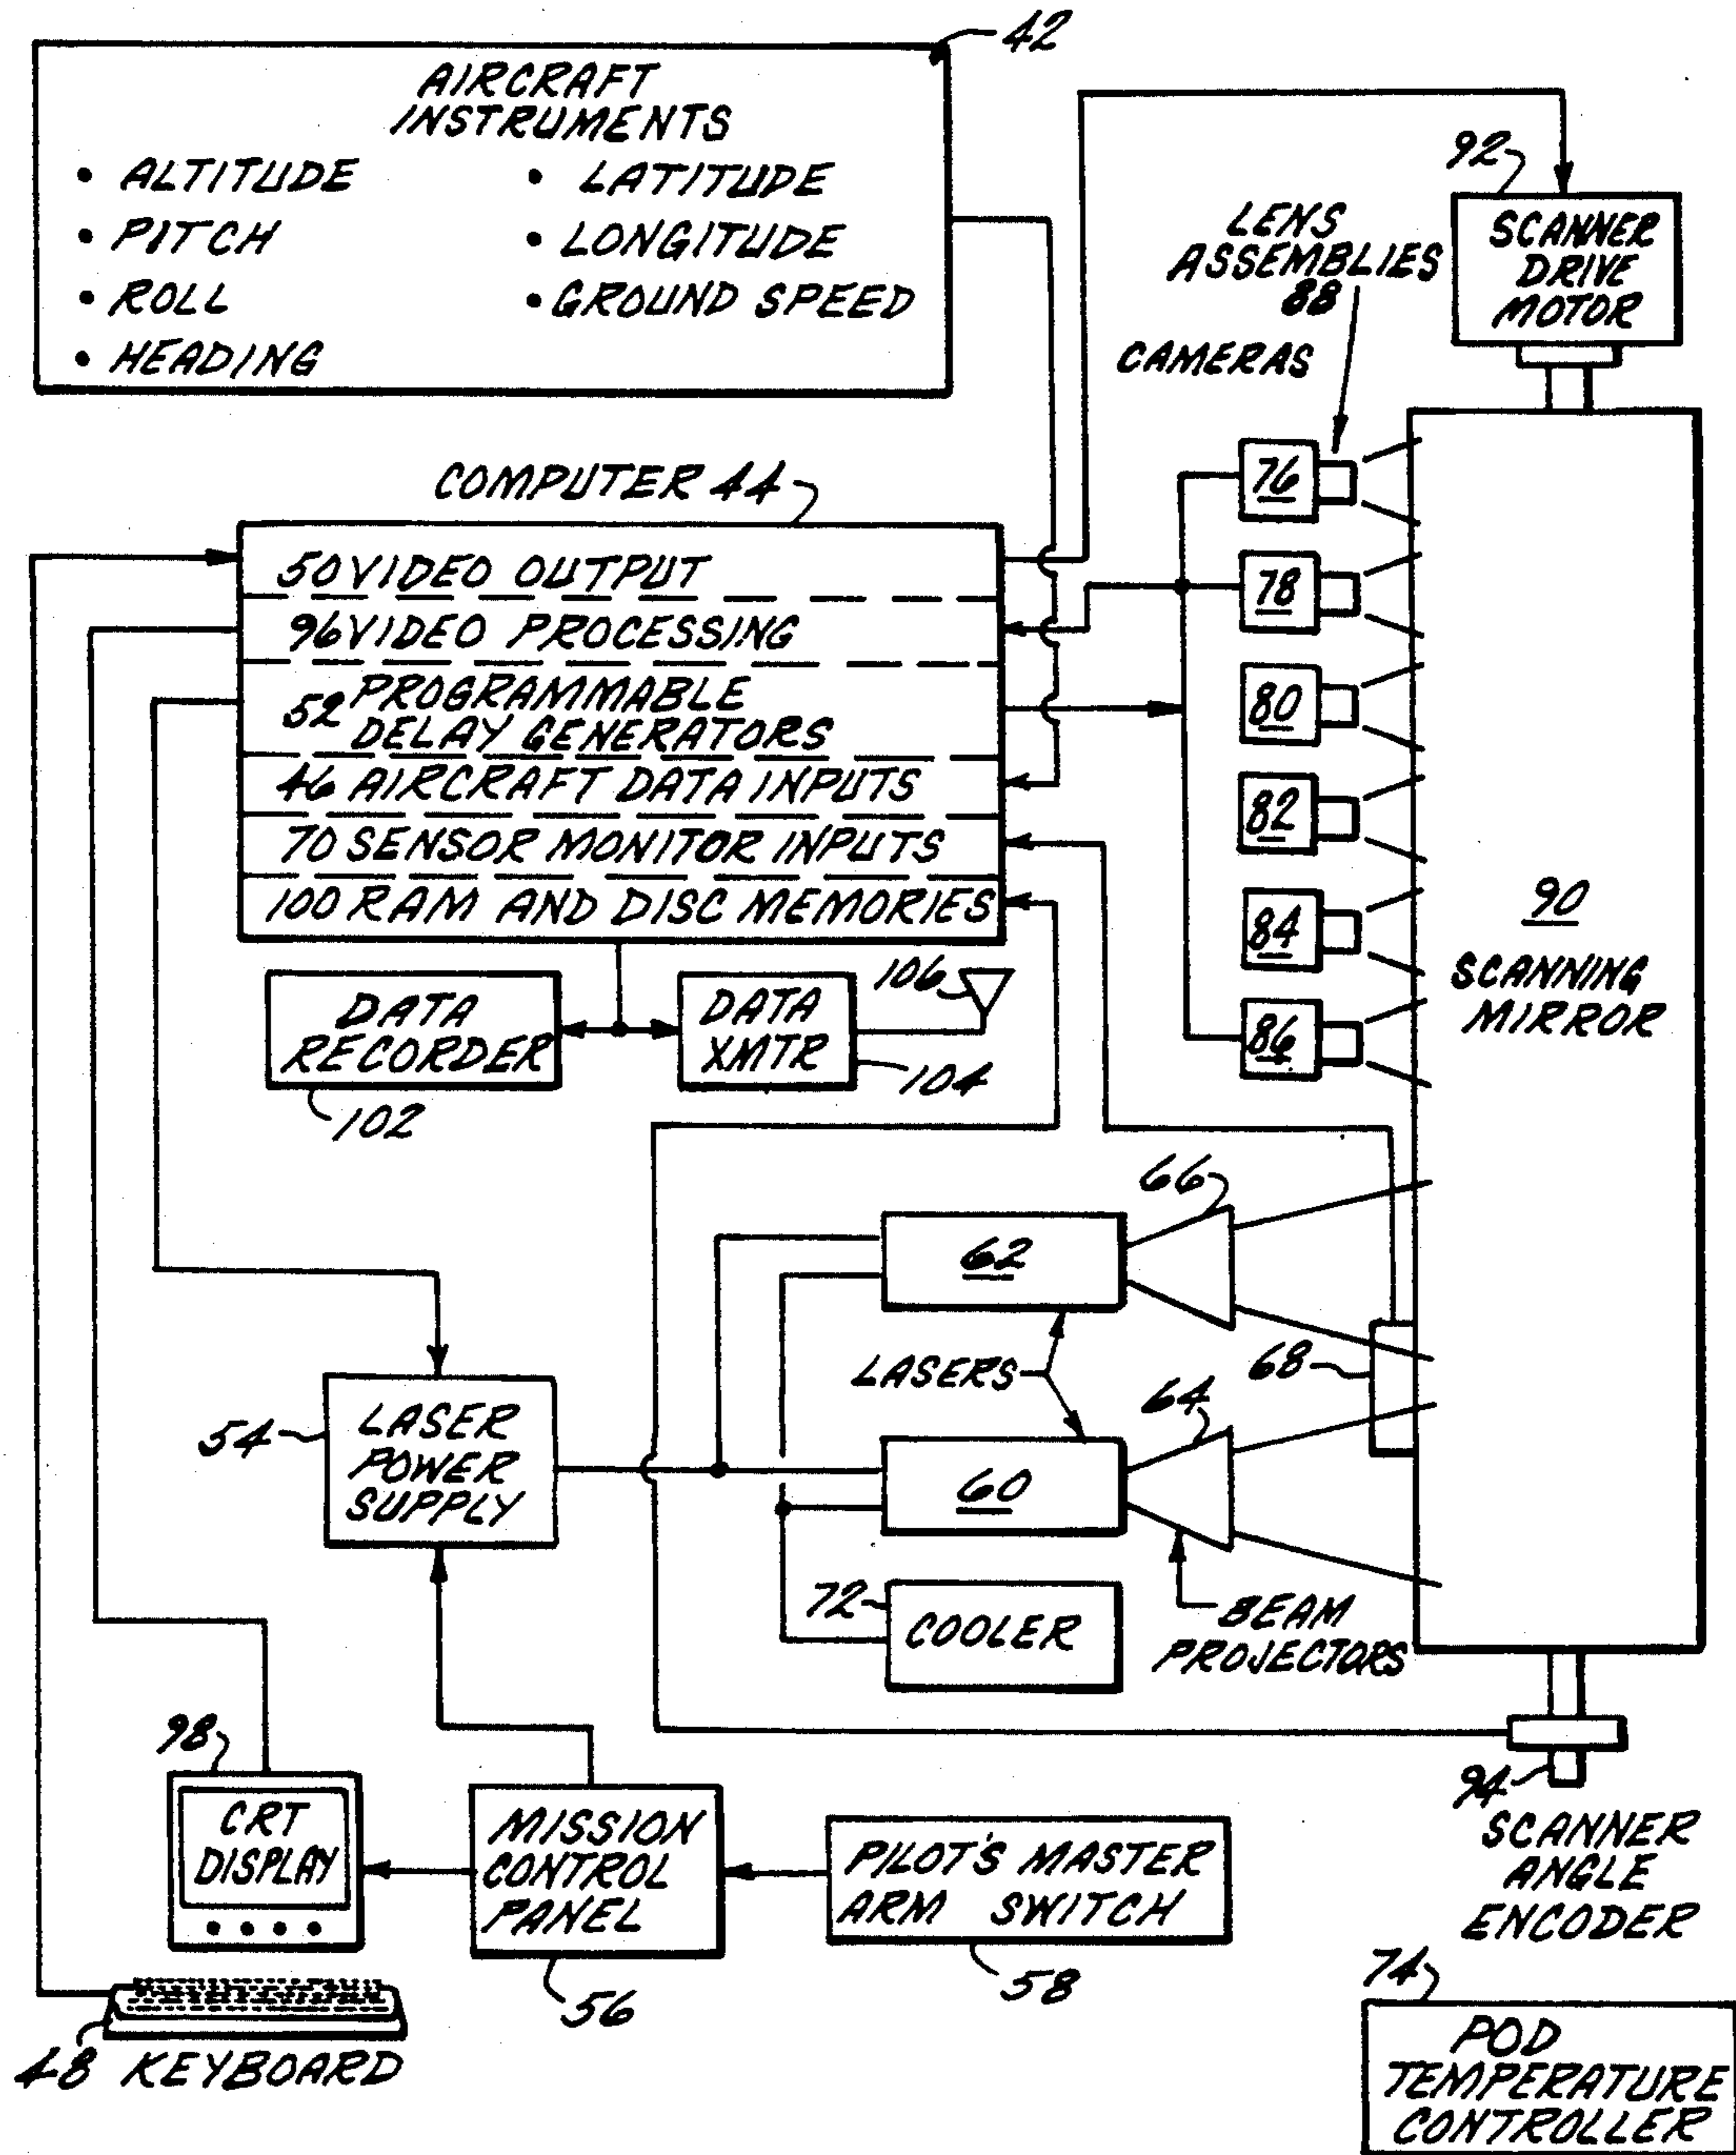 42
AIRCRAFT
INSTRUMENTS
• ALTITUDE
• PITCH
• ROLL
• HEADING
• LATITUDE
• LONGITUDE
• GROUND SPEED
92
SCANNER
DRIVE
MOTOR
LENS
ASSEMBLIES
88
CAMERAS
COMPUTER 44
50 VIDEO OUTPUT
96 VIDEO PROCESSING
52 PROGRAMMABLE
DELAY GENERATORS
46 AIRCRAFT DATA INPUTS
70 SENSOR MONITOR INPUTS
100 RAM AND DISC MEMORIES
76
78
80
82
84
86
90
SCANNING
MIRROR
DATA
RECORDER
102
DATA
XMTR
104
106
66
62
LASERS
68
64
60
54
LASER
POWER
SUPPLY
72
COOLER
BEAM
PROJECTORS
94
SCANNER
ANGLE
ENCODER
98
CRT
DISPLAY
MISSION
CONTROL
PANEL
56
PILOT'S MASTER
ARM SWITCH
58
48 KEYBOARD
74
POD
TEMPERATURE
CONTROLLER